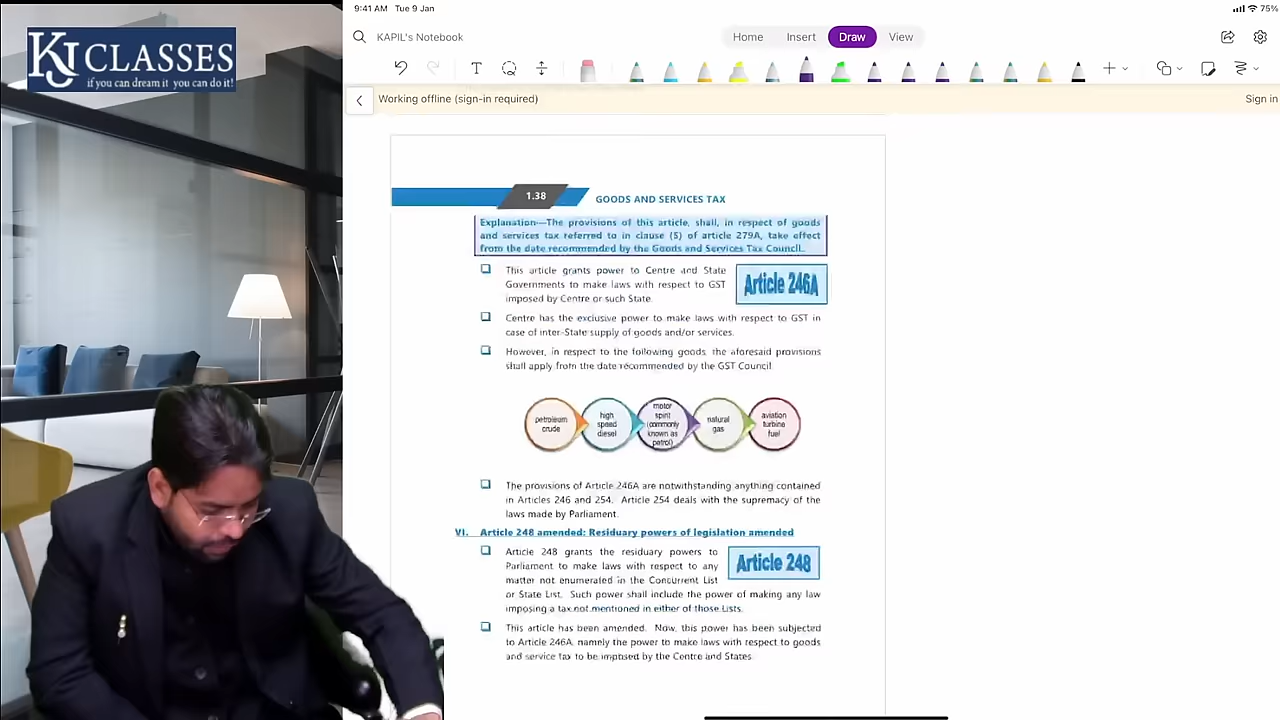 9:41 AM Tue 9 Jan
75%
KJ CLASSES
if you can dream it you can do it!
KAPIL's Notebook
Home Insert Draw View
Working offline (sign-in required)
Sign in
1.38
GOODS AND SERVICES TAX
Explanation—The provisions of this article, shall, in respect of goods
and services tax referred to in clause (5) of article 279A, take effect
from the date recommended by the Goods and Services Tax Council.
This article grants power to Centre and State
Governments to make laws with respect to GST
imposed by Centre or such State.
Article 246A
Centre has the exclusive power to make laws with respect to GST in
case of inter-State supply of goods and/or services.
However, in respect to the following goods, the aforesaid provisions
shall apply from the date recommended by the GST Council
petroleum
crude
high
speed
diesel
motor
spirit
(commonly
known as
petrol)
natural
gas
aviation
turbine
fuel
The provisions of Article 246A are notwithstanding anything contained
in Articles 246 and 254. Article 254 deals with the supremacy of the
laws made by Parliament.
VI. Article 248 amended: Residuary powers of legislation amended
Article 248 grants the residuary powers to
Parliament to make laws with respect to any
matter not enumerated in the Concurrent List
or State List. Such power shall include the power of making any law
imposing a tax not mentioned in either of those Lists.
Article 248
This article has been amended. Now, this power has been subjected
to Article 246A, namely the power to make laws with respect to goods
and service tax to be imposed by the Centre and States.